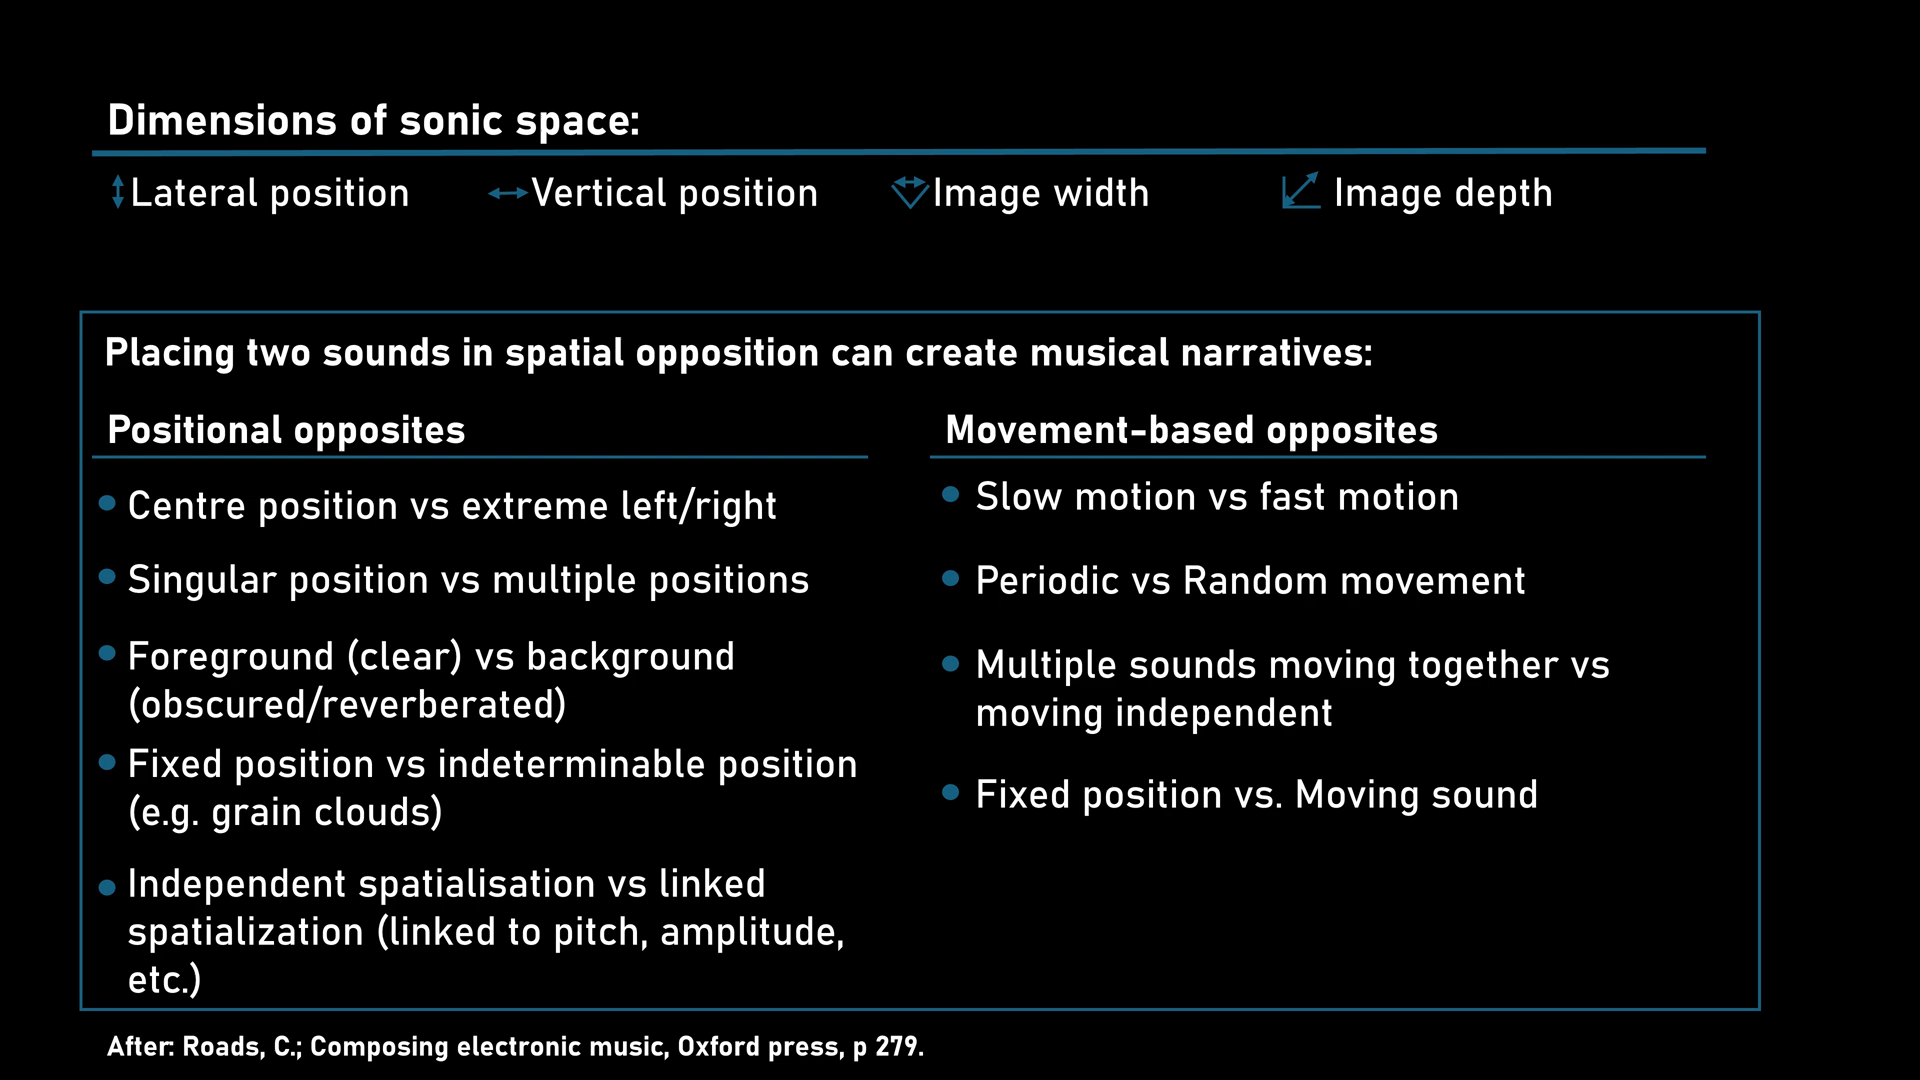 Dimensions of sonic space:
Lateral position
Vertical position
Image width
Image depth
Placing two sounds in spatial opposition can create musical narratives:
Positional opposites
Centre position vs extreme left/right
Singular position vs multiple positions
Foreground (clear) vs background
(obscured/reverberated)
Fixed position vs indeterminable position
(e.g. grain clouds)
Independent spatialisation vs linked
spatialization (linked to pitch, amplitude,
etc.)
Movement-based opposites
Slow motion vs fast motion
Periodic vs Random movement
Multiple sounds moving together vs
moving independent
Fixed position vs. Moving sound
After: Roads, C.; Composing electronic music, Oxford press, p 279.